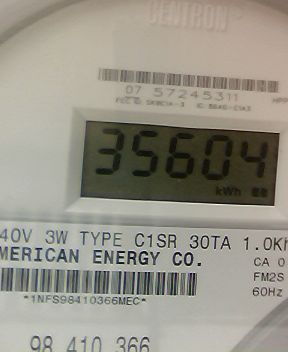 CENTRON
07 57245311
35604
kWh
40V 3W TYPE C1SR 30TA 1.0Kh
MERICAN ENERGY CO.
CA 0
FM2S
60Hz
*1NFS98410366MEC*
98 410 366